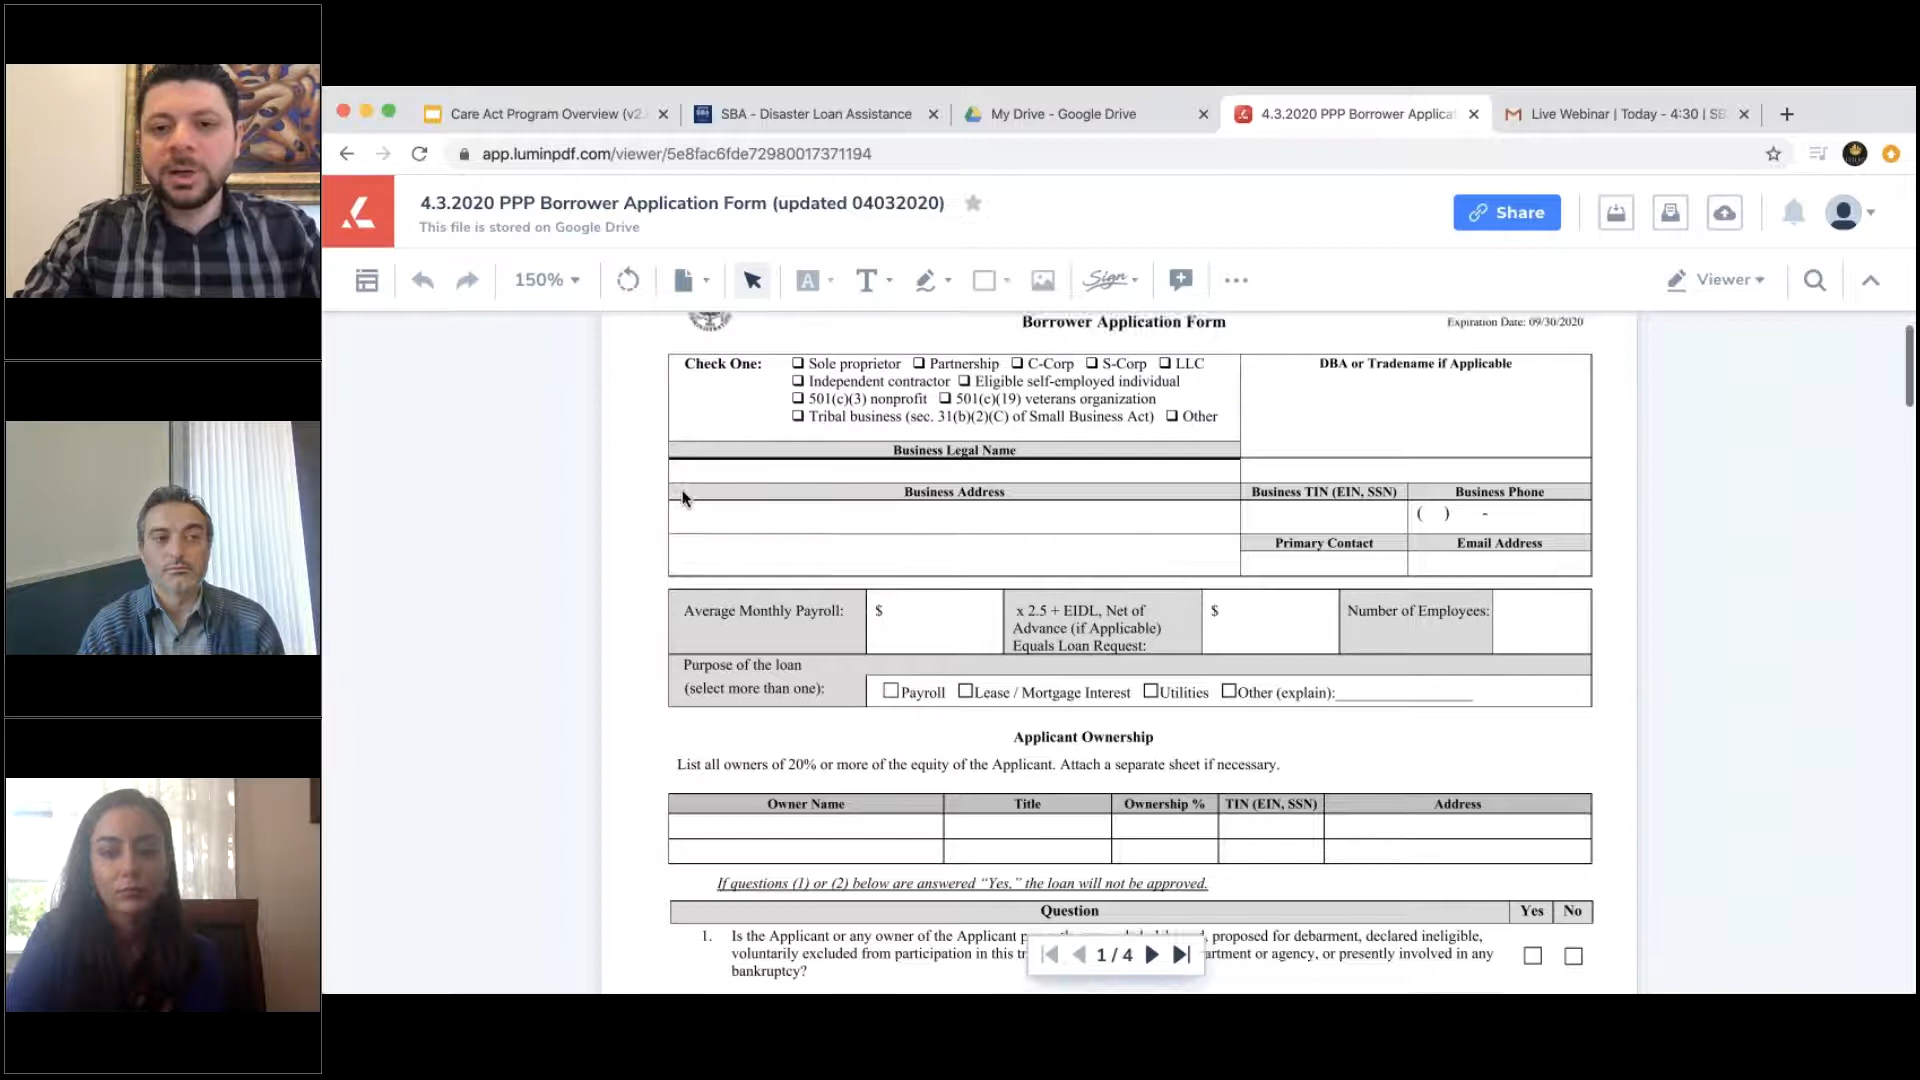 Care Act Program Overview (v2.
SBA - Disaster Loan Assistance
My Drive - Google Drive
4.3.2020 PPP Borrower Applica
Live Webinar | Today - 4:30 | SB
app.luminpdf.com/viewer/5e8fac6fde72980017371194
4.3.2020 PPP Borrower Application Form (updated 04032020)
This file is stored on Google Drive
Share
150%
A
T
Sign
Viewer
Borrower Application Form
Expiration Date: 09/30/2020
Check One:
Sole proprietor Partnership C-Corp S-Corp LLC
Independent contractor Eligible self-employed individual
501(c)(3) nonprofit 501(c)(19) veterans organization
Tribal business (sec. 31(b)(2)(C) of Small Business Act) Other
DBA or Tradename if Applicable
Business Legal Name
Business Address
Business TIN (EIN, SSN)
Business Phone
( ) -
Primary Contact
Email Address
Average Monthly Payroll:
$
x 2.5 + EIDL, Net of
Advance (if Applicable)
Equals Loan Request:
$
Number of Employees:
Purpose of the loan
(select more than one):
Payroll Lease / Mortgage Interest Utilities Other (explain):
Applicant Ownership
List all owners of 20% or more of the equity of the Applicant. Attach a separate sheet if necessary.
Owner Name
Title
Ownership %
TIN (EIN, SSN)
Address
If questions (1) or (2) below are answered “Yes,” the loan will not be approved.
Question
Yes
No
1. Is the Applicant or any owner of the Applicant proposed for debarment, declared ineligible,
voluntarily excluded from participation in this or agency, or presently involved in any
bankruptcy?
1 / 4